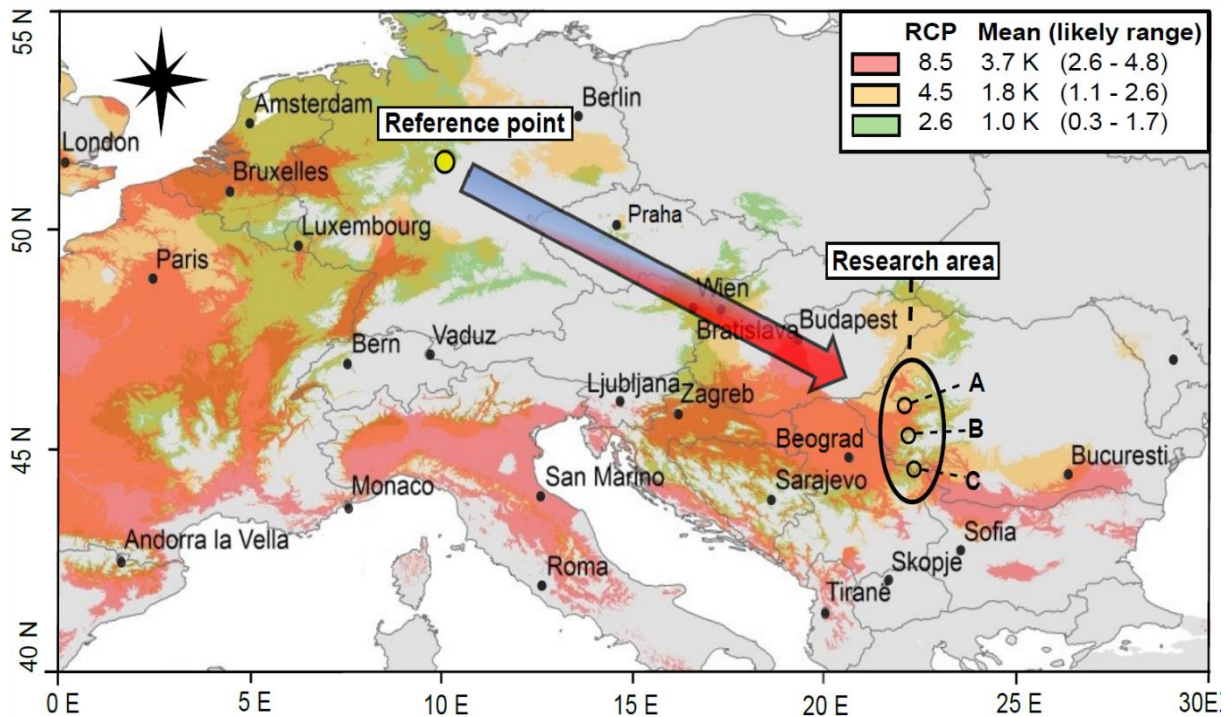 55 N
50 N
45 N
40 N
RCP Mean (likely range)
8.5 3.7 K (2.6 - 4.8)
4.5 1.8 K (1.1 - 2.6)
2.6 1.0 K (0.3 - 1.7)
Amsterdam
Berlin
Reference point
London
Bruxelles
Praha
Luxembourg
Research area
Paris
Wien
Bratislava
Budapest
Bern
Vaduz
A
Ljubljana
Zagreb
B
Beograd
Bucuresti
C
Sarajevo
San Marino
Monaco
Sofia
Andorra la Vella
Skopje
Roma
Tirane
0 E
5 E
10 E
15 E
20 E
25 E
30E